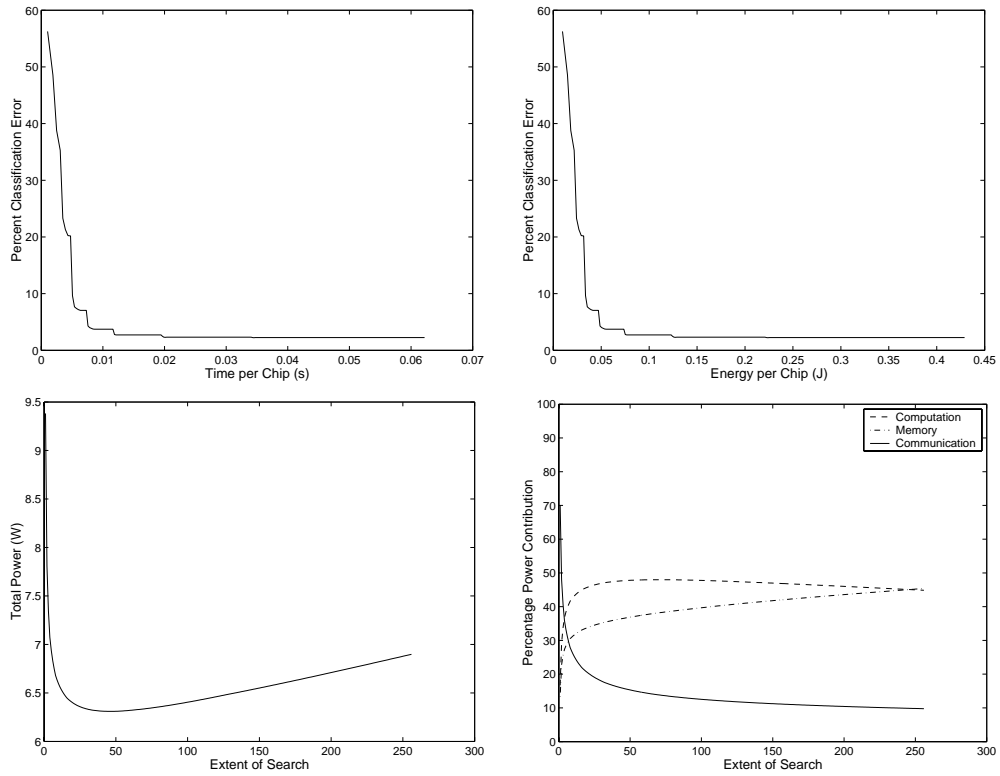 60
50
40
30
20
10
0
Percent Classification Error
0 0.01 0.02 0.03 0.04 0.05 0.06 0.07
Time per Chip (s)
60
50
40
30
20
10
0
Percent Classification Error
0 0.05 0.1 0.15 0.2 0.25 0.3 0.35 0.4 0.45
Energy per Chip (J)
9.5
9
8.5
8
7.5
7
6.5
6
Total Power (W)
0 50 100 150 200 250 300
Extent of Search
100
90
80
70
60
50
40
30
20
10
0
Percentage Power Contribution
Computation
Memory
Communication
0 50 100 150 200 250 300
Extent of Search